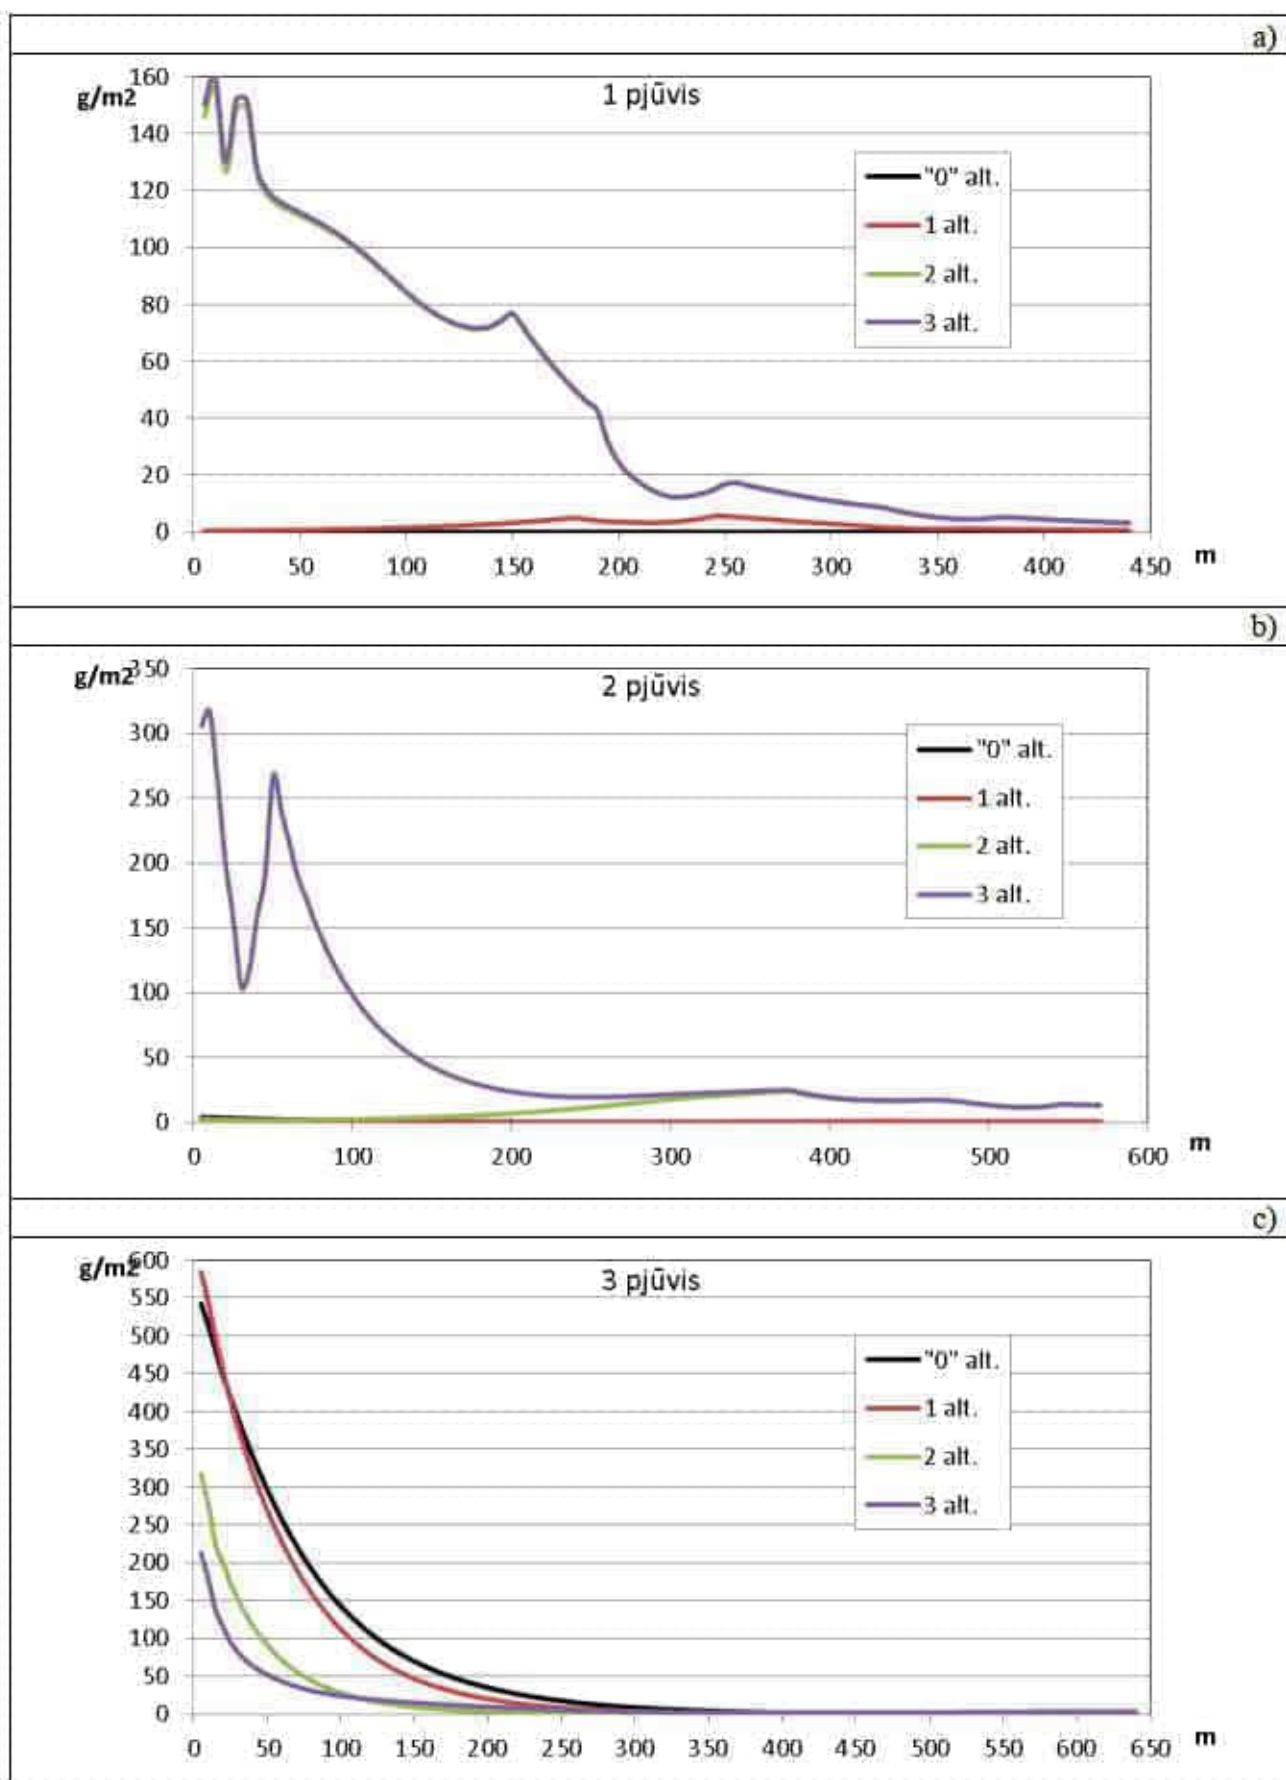 a)
g/m2
1 pjūvis
160
140
120
100
80
60
40
20
0
"0" alt.
1 alt.
2 alt.
3 alt.
0 50 100 150 200 250 300 350 400 450 m
b)
g/m2
2 pjūvis
350
300
250
200
150
100
50
0
"0" alt.
1 alt.
2 alt.
3 alt.
0 100 200 300 400 500 600 m
c)
g/m2
3 pjūvis
600
550
500
450
400
350
300
250
200
150
100
50
0
"0" alt.
1 alt.
2 alt.
3 alt.
0 50 100 150 200 250 300 350 400 450 500 550 600 650 m